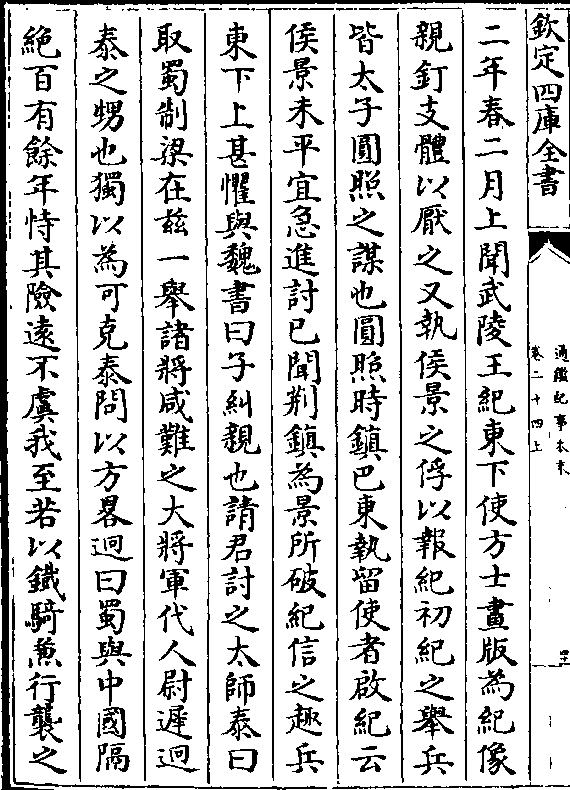 欽定四庫全書
通鑑紀事本末
卷二十四上
四十
二年春二月上聞武陵王紀東下使方士畫版為紀像
親釘支體以厭之又執侯景之俘以報紀初紀之舉兵
皆太子圓照之謀也圓照時鎮巴東執留使者啟紀云
侯景未平宜急進討已聞荆鎮為景所破紀信之趣兵
東下上甚懼與魏書曰子糾親也請君討之太師泰曰
取蜀制梁在兹一舉諸將咸難之大將軍代人尉遲迥
泰之甥也獨以為可克泰問以方畧迥曰蜀與中國隔
絶百有餘年恃其險逺不虞我至若以鐵騎兼行襲之